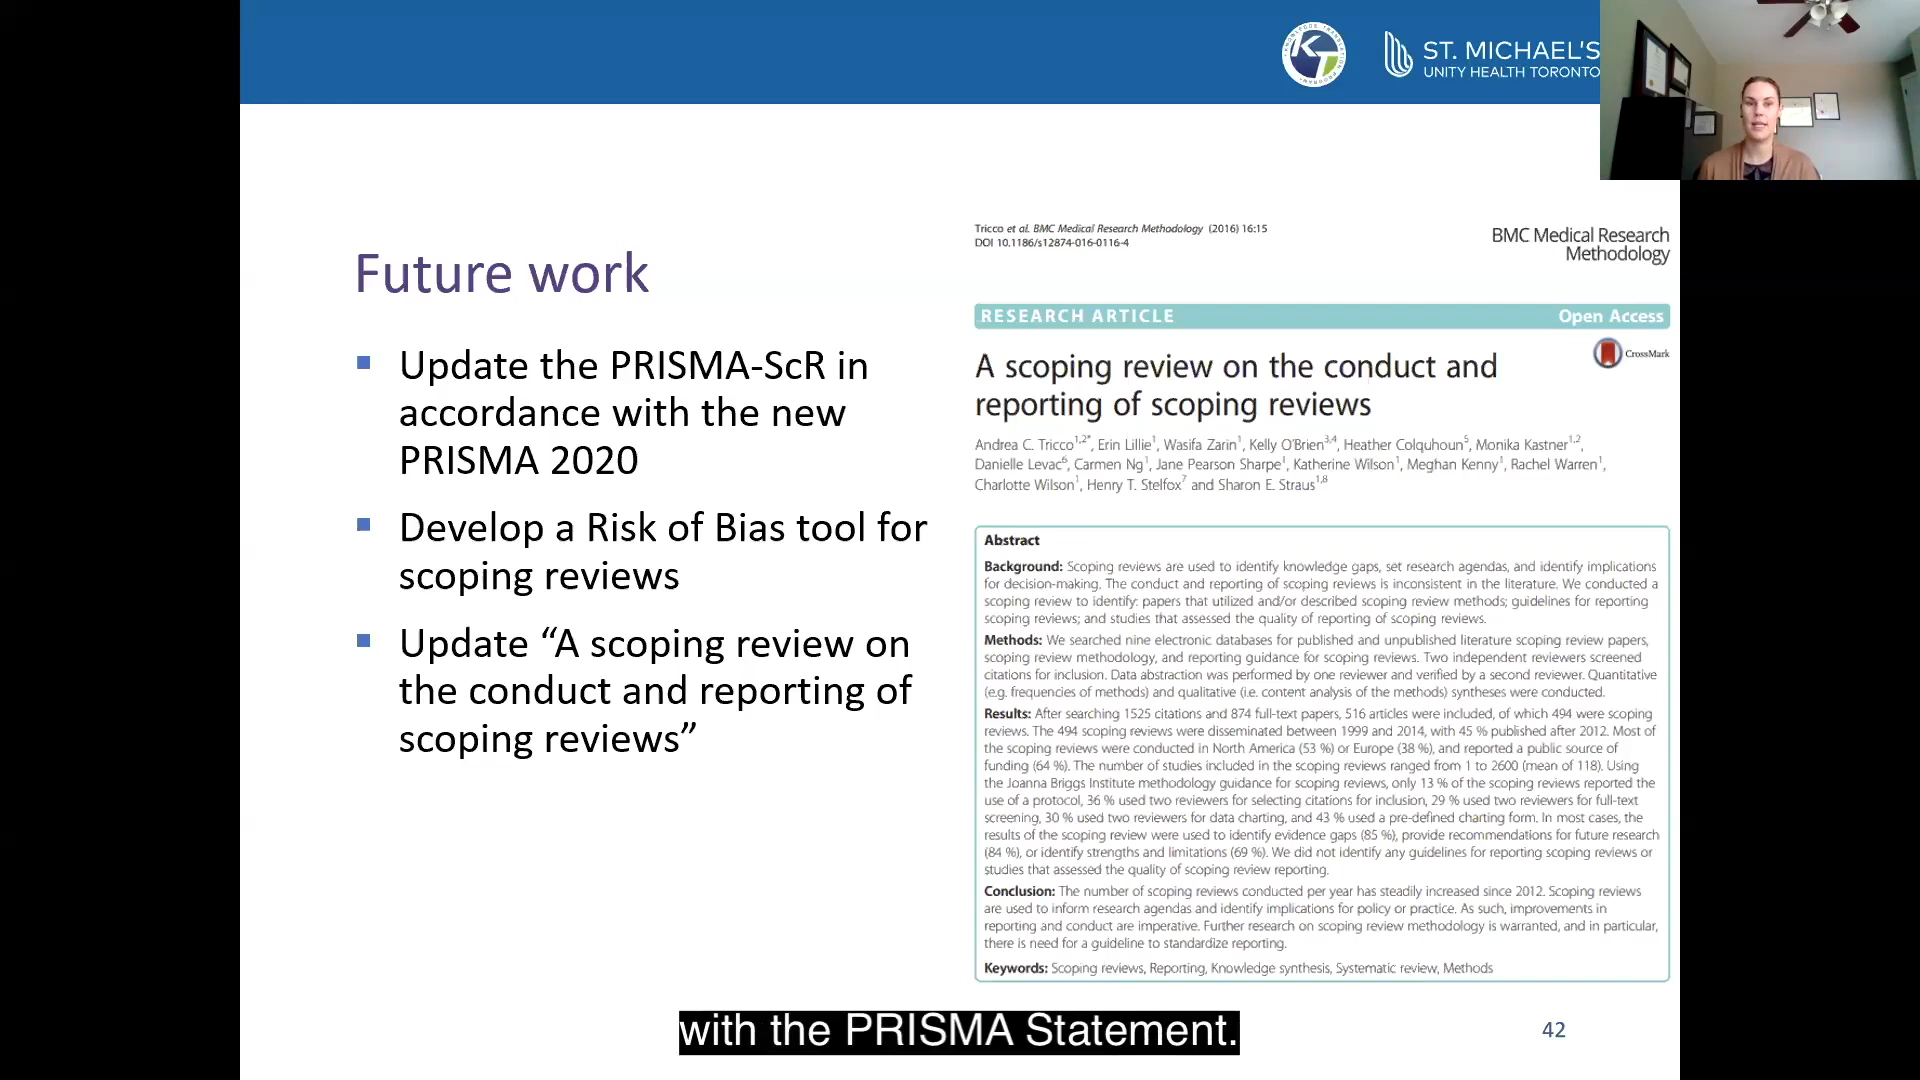 ST. MICHAEL'S
UNITY HEALTH TORONTO
Future work
Update the PRISMA-ScR in
accordance with the new
PRISMA 2020
Develop a Risk of Bias tool for
scoping reviews
Update “A scoping review on
the conduct and reporting of
scoping reviews”
Tricco et al. BMC Medical Research Methodology (2016) 16:15
DOI 10.1186/s12874-016-0116-4
BMC Medical Research
Methodology
RESEARCH ARTICLE Open Access
CrossMark
A scoping review on the conduct and
reporting of scoping reviews
Andrea C. Tricco1,2*, Erin Lillie1, Wasifa Zarin1, Kelly O'Brien3,4, Heather Colquhoun5, Monika Kastner1,2,
Danielle Levac6, Carmen Ng1, Jane Pearson Sharpe1, Katherine Wilson1, Meghan Kenny1, Rachel Warren1,
Charlotte Wilson1, Henry T. Stelfox7 and Sharon E. Straus1,8
Abstract
Background: Scoping reviews are used to identify knowledge gaps, set research agendas, and identify implications
for decision-making. The conduct and reporting of scoping reviews is inconsistent in the literature. We conducted a
scoping review to identify: papers that utilized and/or described scoping review methods; guidelines for reporting
scoping reviews; and studies that assessed the quality of reporting of scoping reviews.
Methods: We searched nine electronic databases for published and unpublished literature scoping review papers,
scoping review methodology, and reporting guidance for scoping reviews. Two independent reviewers screened
citations for inclusion. Data abstraction was performed by one reviewer and verified by a second reviewer. Quantitative
(e.g. frequencies of methods) and qualitative (i.e. content analysis of the methods) syntheses were conducted.
Results: After searching 1525 citations and 874 full-text papers, 516 articles were included, of which 494 were scoping
reviews. The 494 scoping reviews were disseminated between 1999 and 2014, with 45 % published after 2012. Most of
the scoping reviews were conducted in North America (53 %) or Europe (38 %), and reported a public source of
funding (64 %). The number of studies included in the scoping reviews ranged from 1 to 2600 (mean of 118). Using
the Joanna Briggs Institute methodology guidance for scoping reviews, only 13 % of the scoping reviews reported the
use of a protocol, 36 % used two reviewers for selecting citations for inclusion, 29 % used two reviewers for full-text
screening, 30 % used two reviewers for data charting, and 43 % used a pre-defined charting form. In most cases, the
results of the scoping review were used to identify evidence gaps (85 %), provide recommendations for future research
(84 %), or identify strengths and limitations (69 %). We did not identify any guidelines for reporting scoping reviews or
studies that assessed the quality of scoping review reporting.
Conclusion: The number of scoping reviews conducted per year has steadily increased since 2012. Scoping reviews
are used to inform research agendas and identify implications for policy or practice. As such, improvements in
reporting and conduct are imperative. Further research on scoping review methodology is warranted, and in particular,
there is need for a guideline to standardize reporting.
Keywords: Scoping reviews, Reporting, Knowledge synthesis, Systematic review, Methods
with the PRISMA Statement.
42